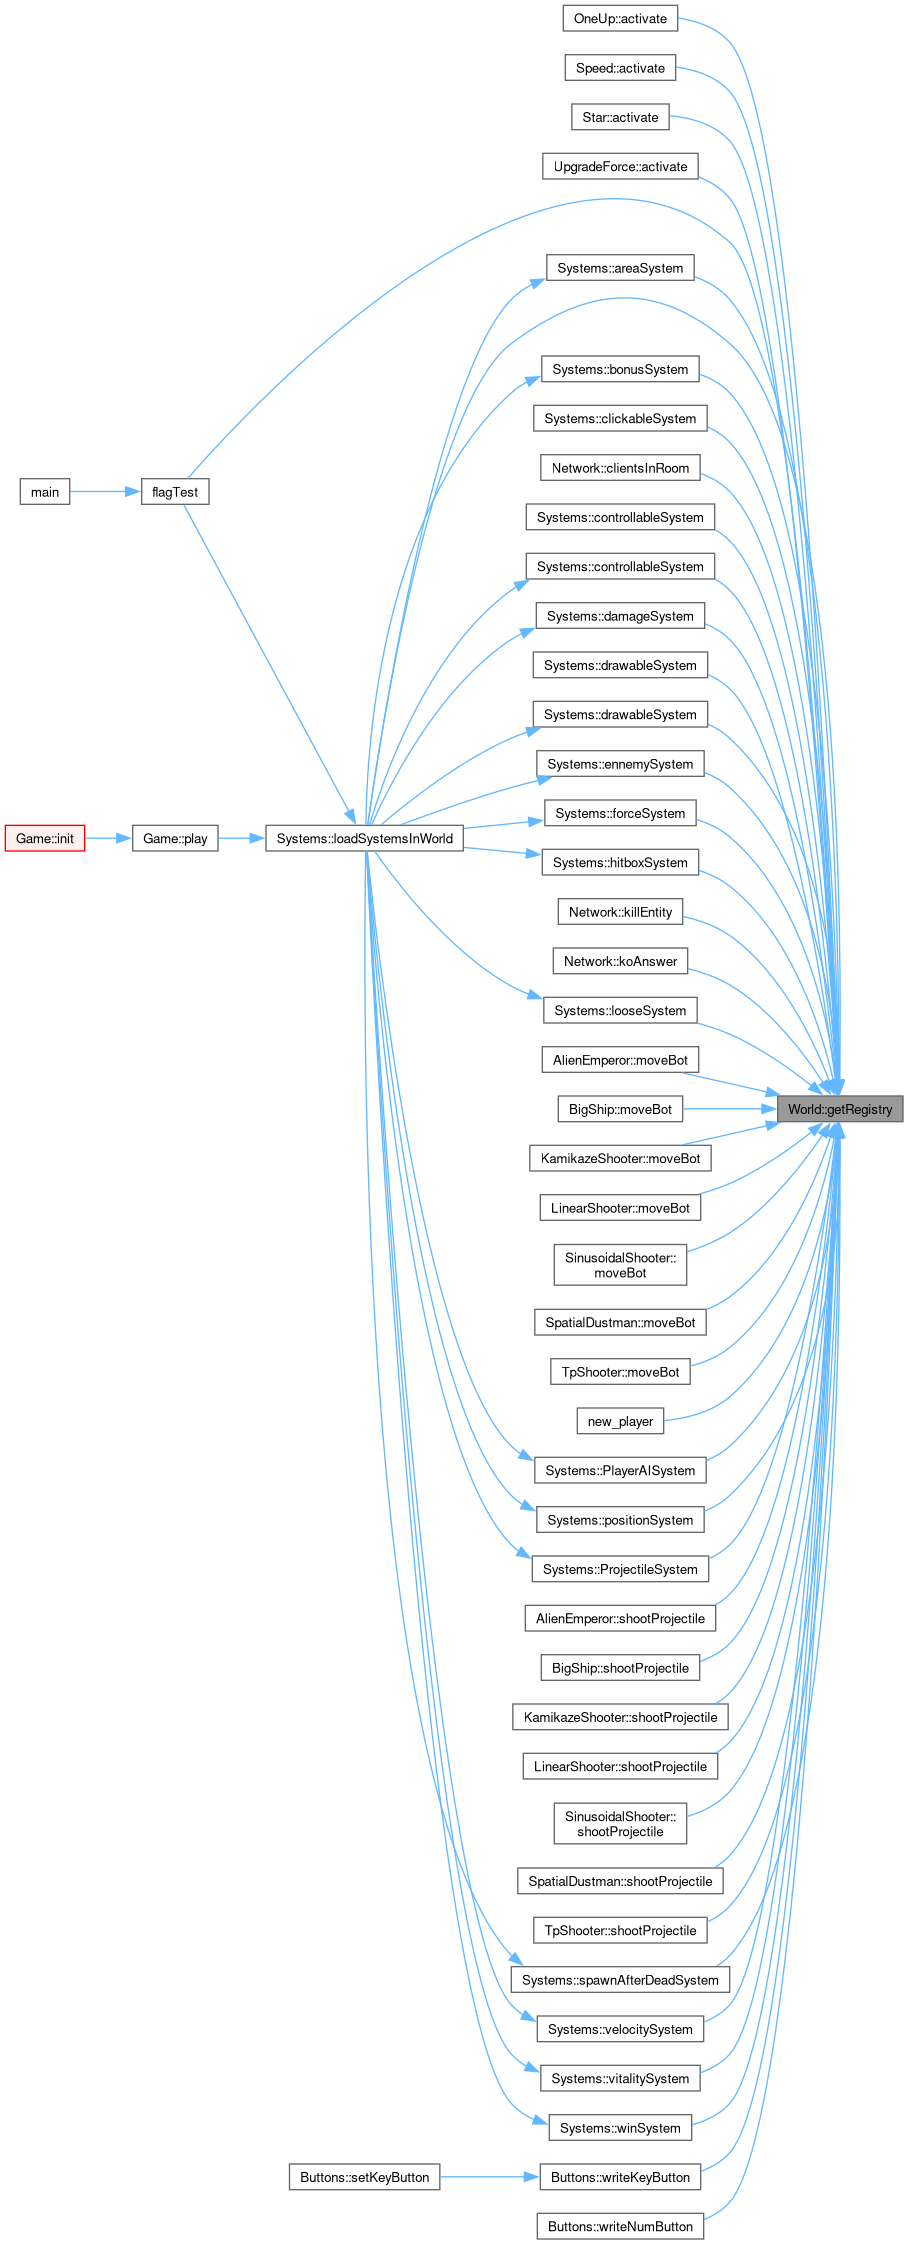 OneUp::activate
Speed::activate
Star::activate
UpgradeForce::activate
Systems::areaSystem
Systems::bonusSystem
Systems::clickableSystem
Network::clientsInRoom
main
flagTest
Systems::controllableSystem
Systems::controllableSystem
Systems::damageSystem
Systems::drawableSystem
Systems::drawableSystem
Systems::ennemySystem
Systems::forceSystem
Game::init
Game::play
Systems::loadSystemsInWorld
Systems::hitboxSystem
Network::killEntity
Network::koAnswer
Systems::looseSystem
AlienEmperor::moveBot
BigShip::moveBot
World::getRegistry
KamikazeShooter::moveBot
LinearShooter::moveBot
SinusoidalShooter::
moveBot
SpatialDustman::moveBot
TpShooter::moveBot
new_player
Systems::PlayerAISystem
Systems::positionSystem
Systems::ProjectileSystem
AlienEmperor::shootProjectile
BigShip::shootProjectile
KamikazeShooter::shootProjectile
LinearShooter::shootProjectile
SinusoidalShooter::
shootProjectile
SpatialDustman::shootProjectile
TpShooter::shootProjectile
Systems::spawnAfterDeadSystem
Systems::velocitySystem
Systems::vitalitySystem
Systems::winSystem
Buttons::setKeyButton
Buttons::writeKeyButton
Buttons::writeNumButton